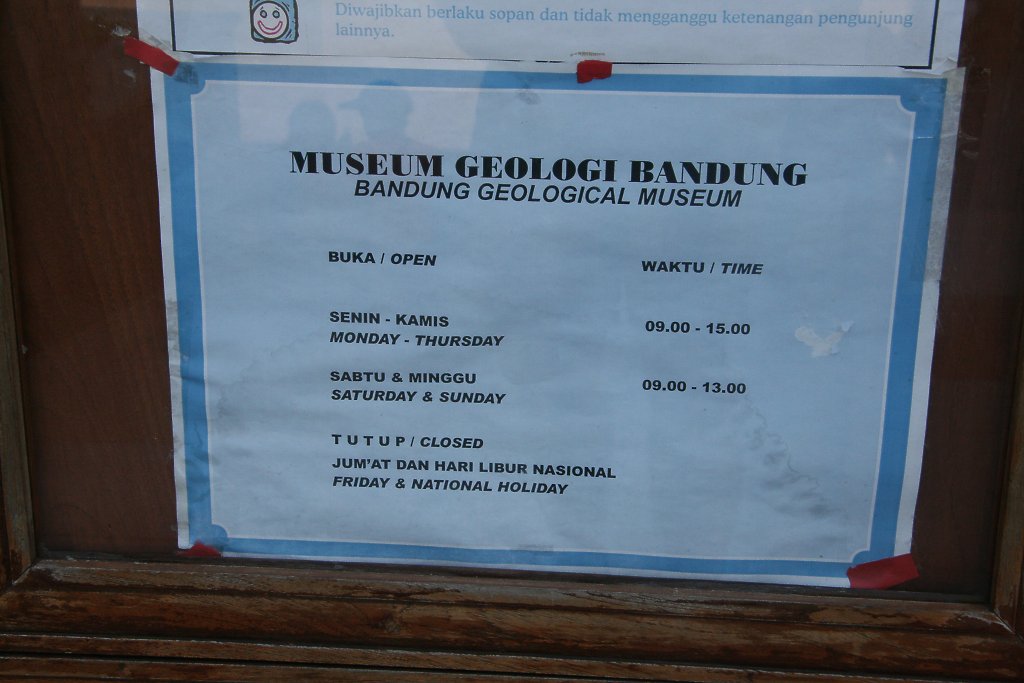 Diwajibkan berlaku sopan dan tidak mengganggu ketenangan pengunjung
lainnya.
MUSEUM GEOLOGI BANDUNG
BANDUNG GEOLOGICAL MUSEUM
BUKA / OPEN
WAKTU / TIME
SENIN - KAMIS
09.00 - 15.00
MONDAY - THURSDAY
SABTU & MINGGU
09.00 - 13.00
SATURDAY & SUNDAY
T U T U P / CLOSED
JUM'AT DAN HARI LIBUR NASIONAL
FRIDAY & NATIONAL HOLIDAY